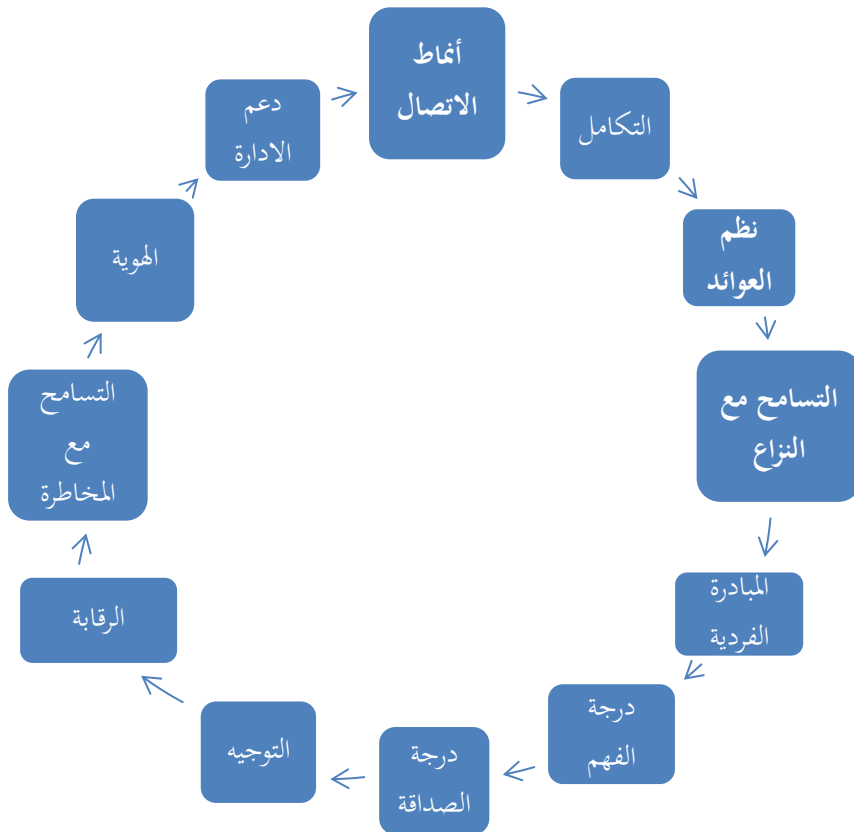 أنماط
الاتصال
التكامل
نظم
العوائد
التسامح مع
النزاع
المبادرة
الفردية
درجة
الفهم
درجة
الصداقة
التوجيه
الرقابة
التسامح
مع
المخاطرة
الهوية
دعم
الادارة